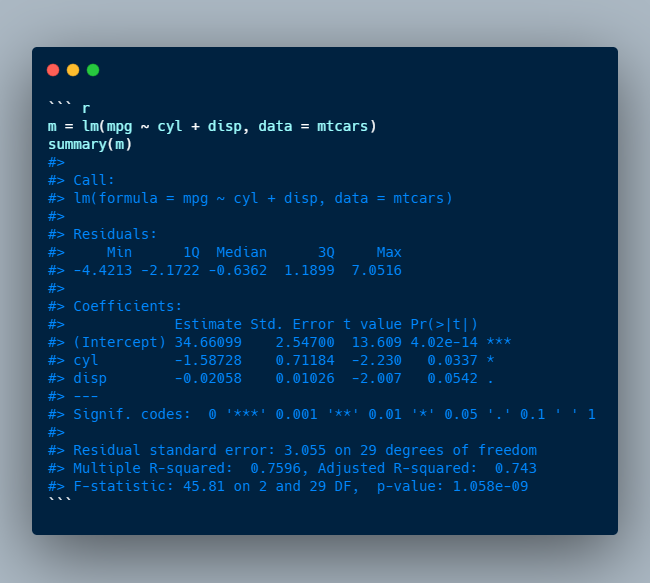 ``` r
m = lm(mpg ~ cyl + disp, data = mtcars)
summary(m)
#>
#> Call:
#> lm(formula = mpg ~ cyl + disp, data = mtcars)
#>
#> Residuals:
#>     Min      1Q  Median      3Q     Max
#> -4.4213 -2.1722 -0.6362  1.1899  7.0516
#>
#> Coefficients:
#>             Estimate Std. Error t value Pr(>|t|)
#> (Intercept) 34.66099    2.54700  13.609 4.02e-14 ***
#> cyl         -1.58728    0.71184  -2.230   0.0337 *
#> disp        -0.02058    0.01026  -2.007   0.0542 .
#> ---
#> Signif. codes:  0 '***' 0.001 '**' 0.01 '*' 0.05 '.' 0.1 ' ' 1
#>
#> Residual standard error: 3.055 on 29 degrees of freedom
#> Multiple R-squared:  0.7596, Adjusted R-squared:  0.743
#> F-statistic: 45.81 on 2 and 29 DF,  p-value: 1.058e-09
```